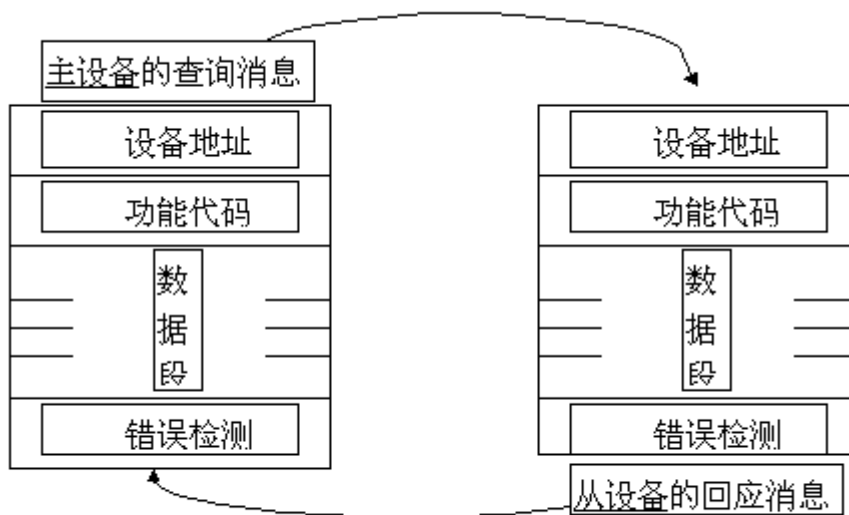 主设备的查询消息
设备地址
功能代码
数
据
段
错误检测
设备地址
功能代码
数
据
段
错误检测
从设备的回应消息